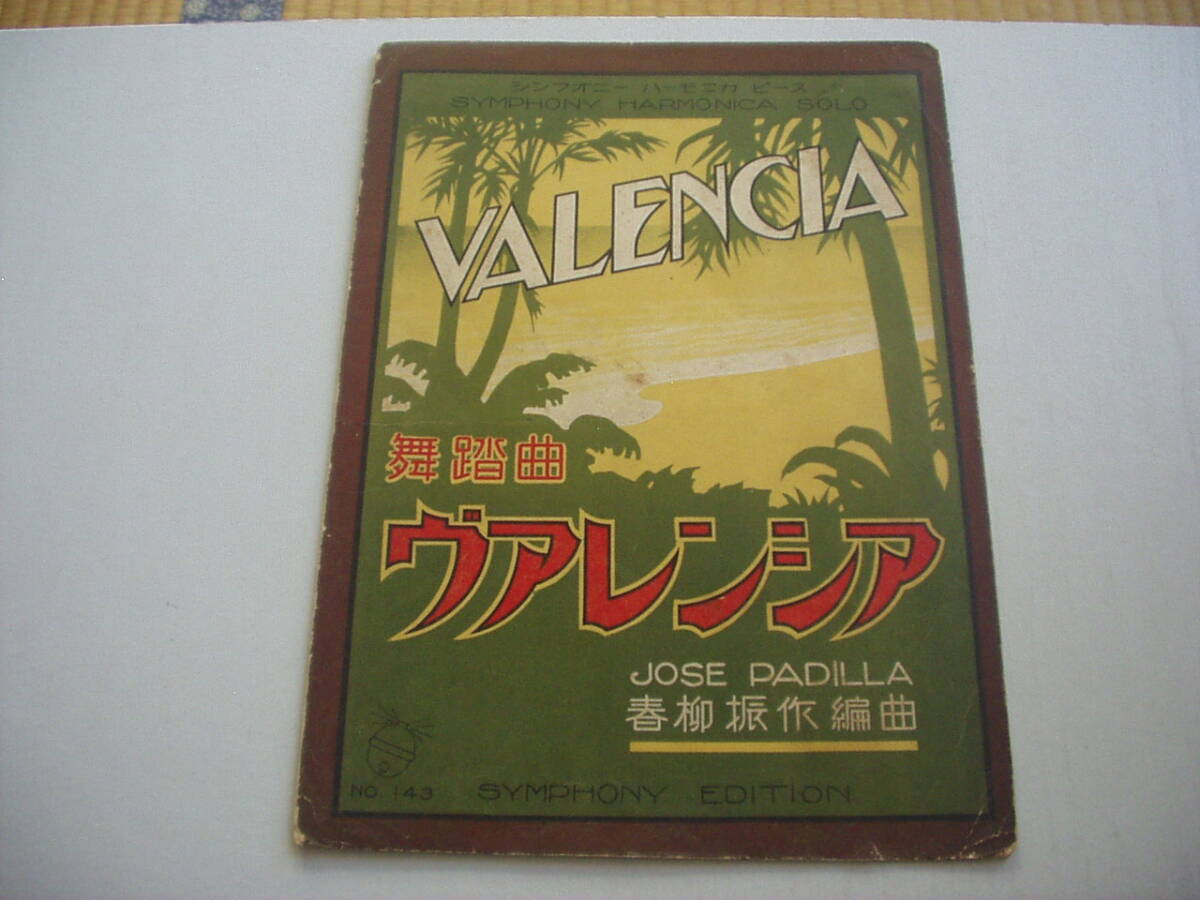 シンフオニー ハーモニカ ピース
SYMPHONY HARMONICA SOLO
VALENCIA
舞踏曲
ヴアレンシア
JOSE PADILLA
春柳振作編曲
NO. 143 SYMPHONY EDITION